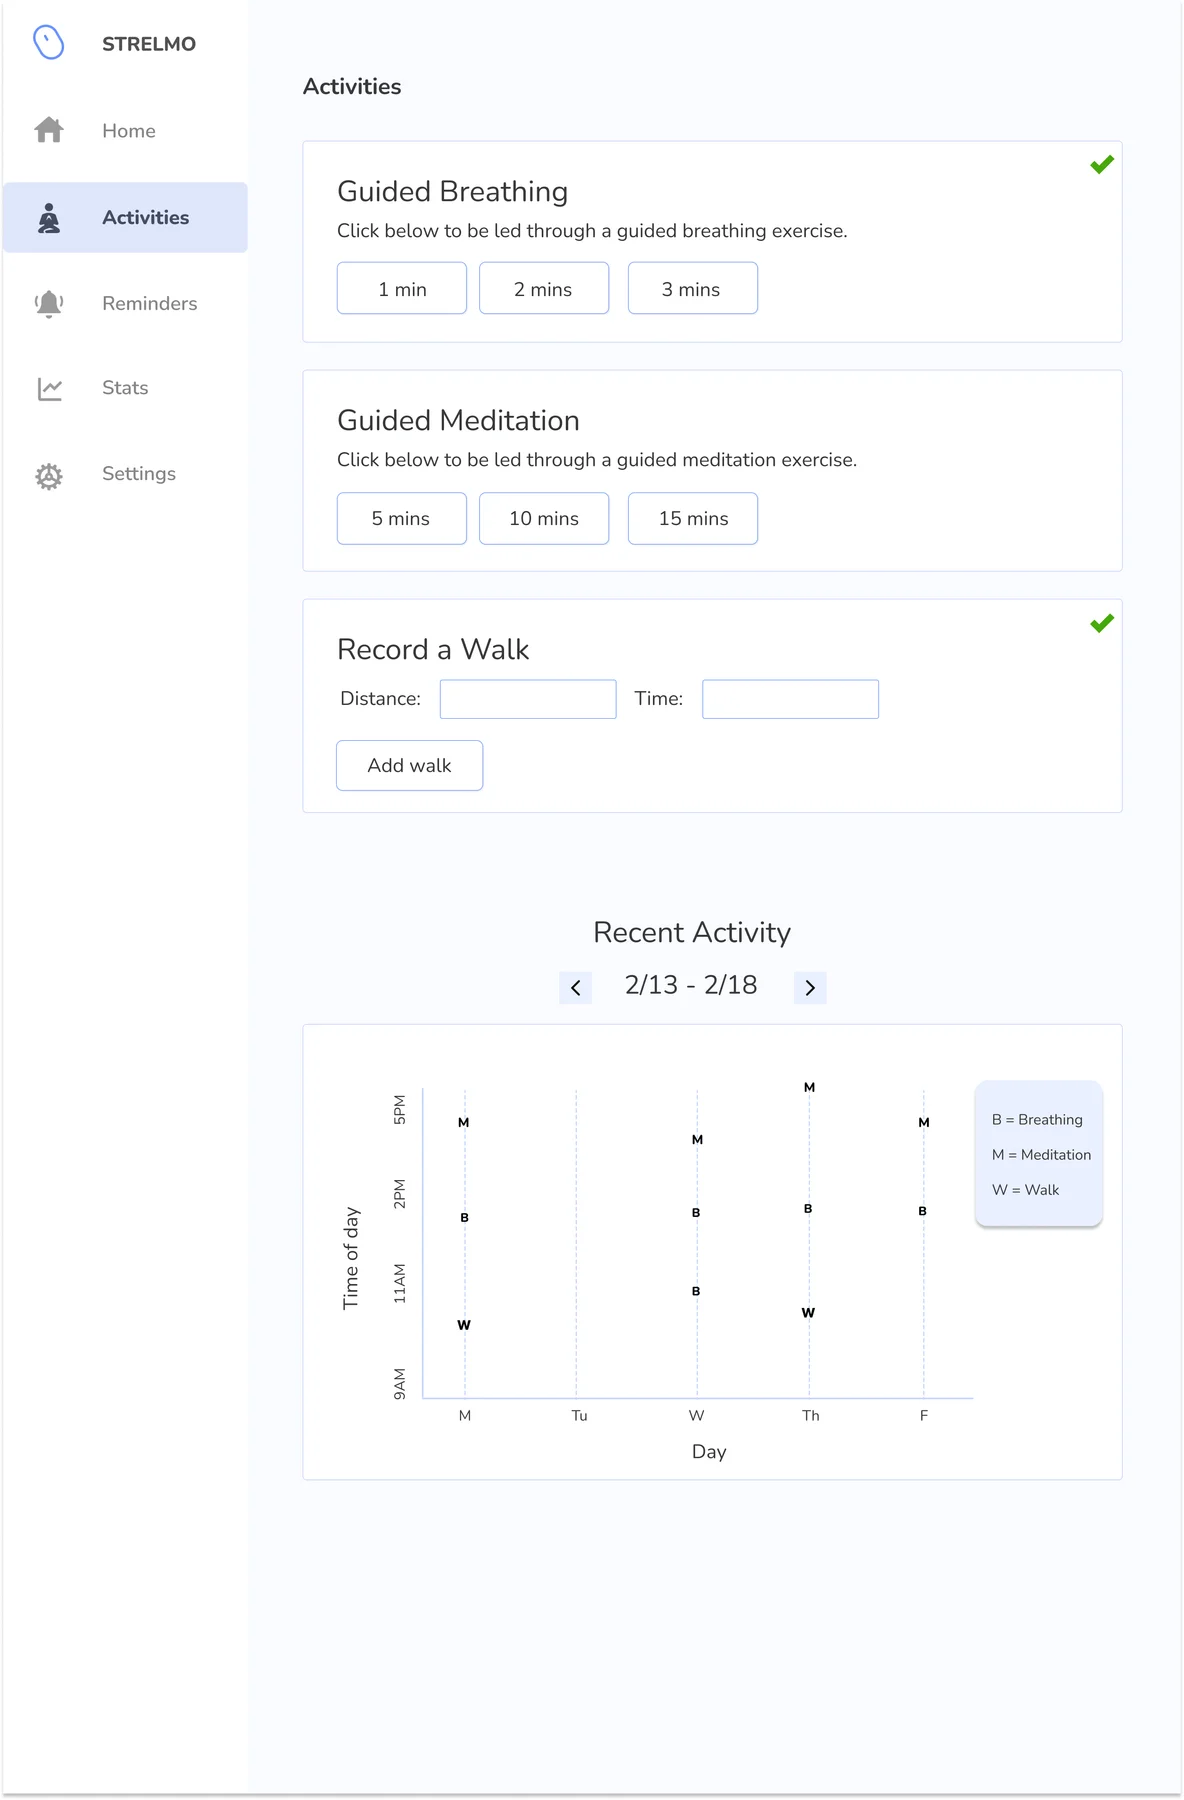 STRELMO
Home
Activities
Reminders
Stats
Settings
Activities
Guided Breathing
Click below to be led through a guided breathing exercise.
1 min 2 mins 3 mins
Guided Meditation
Click below to be led through a guided meditation exercise.
5 mins 10 mins 15 mins
Record a Walk
Distance: Time:
Add walk
Recent Activity
2/13 - 2/18
Time of day
5PM
2PM
11AM
9AM
M
M
M
M
B
B
B
B
B
W
W
B = Breathing
M = Meditation
W = Walk
M Tu W Th F
Day